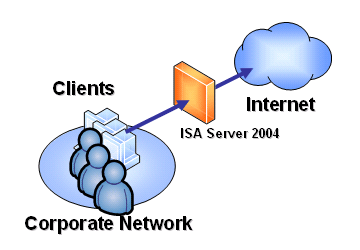 Clients
Internet
ISA Server 2004
Corporate Network